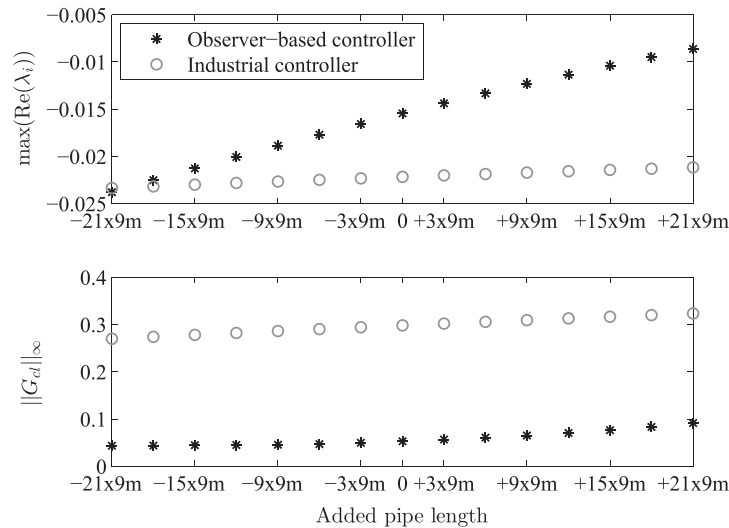 −0.005
−0.01
−0.015
−0.02
−0.025
max(Re(λᵢ))
Observer−based controller
Industrial controller
−21x9m −15x9m −9x9m −3x9m 0 +3x9m +9x9m +15x9m +21x9m
0.4
0.3
0.2
0.1
0
||G_cl||_∞
−21x9m −15x9m −9x9m −3x9m 0 +3x9m +9x9m +15x9m +21x9m
Added pipe length